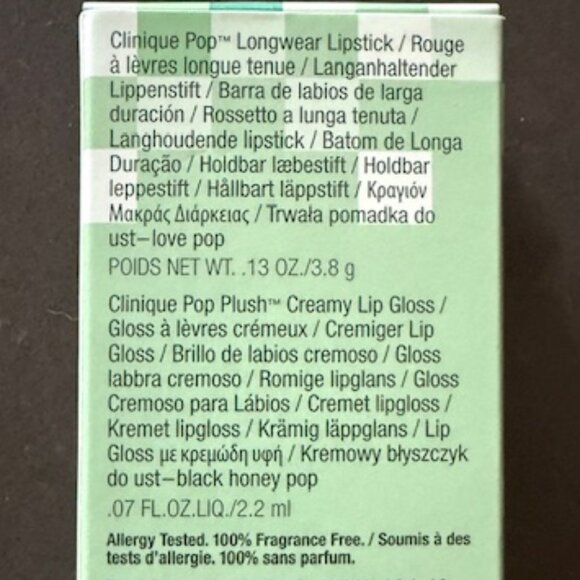 Clinique Pop™ Longwear Lipstick / Rouge
à lèvres longue tenue / Langanhaltender
Lippenstift / Barra de labios de larga
duración / Rossetto a lunga tenuta /
Langhoudende lipstick / Batom de Longa
Duração / Holdbar læbestift / Holdbar
leppestift / Hållbart läppstift / Κραγιόν
Μακράς Διάρκειας / Trwała pomadka do
ust–love pop
POIDS NET WT. .13 OZ./3.8 g
Clinique Pop Plush™ Creamy Lip Gloss /
Gloss à lèvres crémeux / Cremiger Lip
Gloss / Brillo de labios cremoso / Gloss
labbra cremoso / Romige lipglans / Gloss
Cremoso para Lábios / Cremet lipgloss /
Kremet lipgloss / Krämig läppglans / Lip
Gloss με κρεμώδη υφή / Kremowy błyszczyk
do ust–black honey pop
.07 FL.OZ.LIQ./2.2 ml
Allergy Tested. 100% Fragrance Free. / Soumis à des
tests d'allergie. 100% sans parfum.